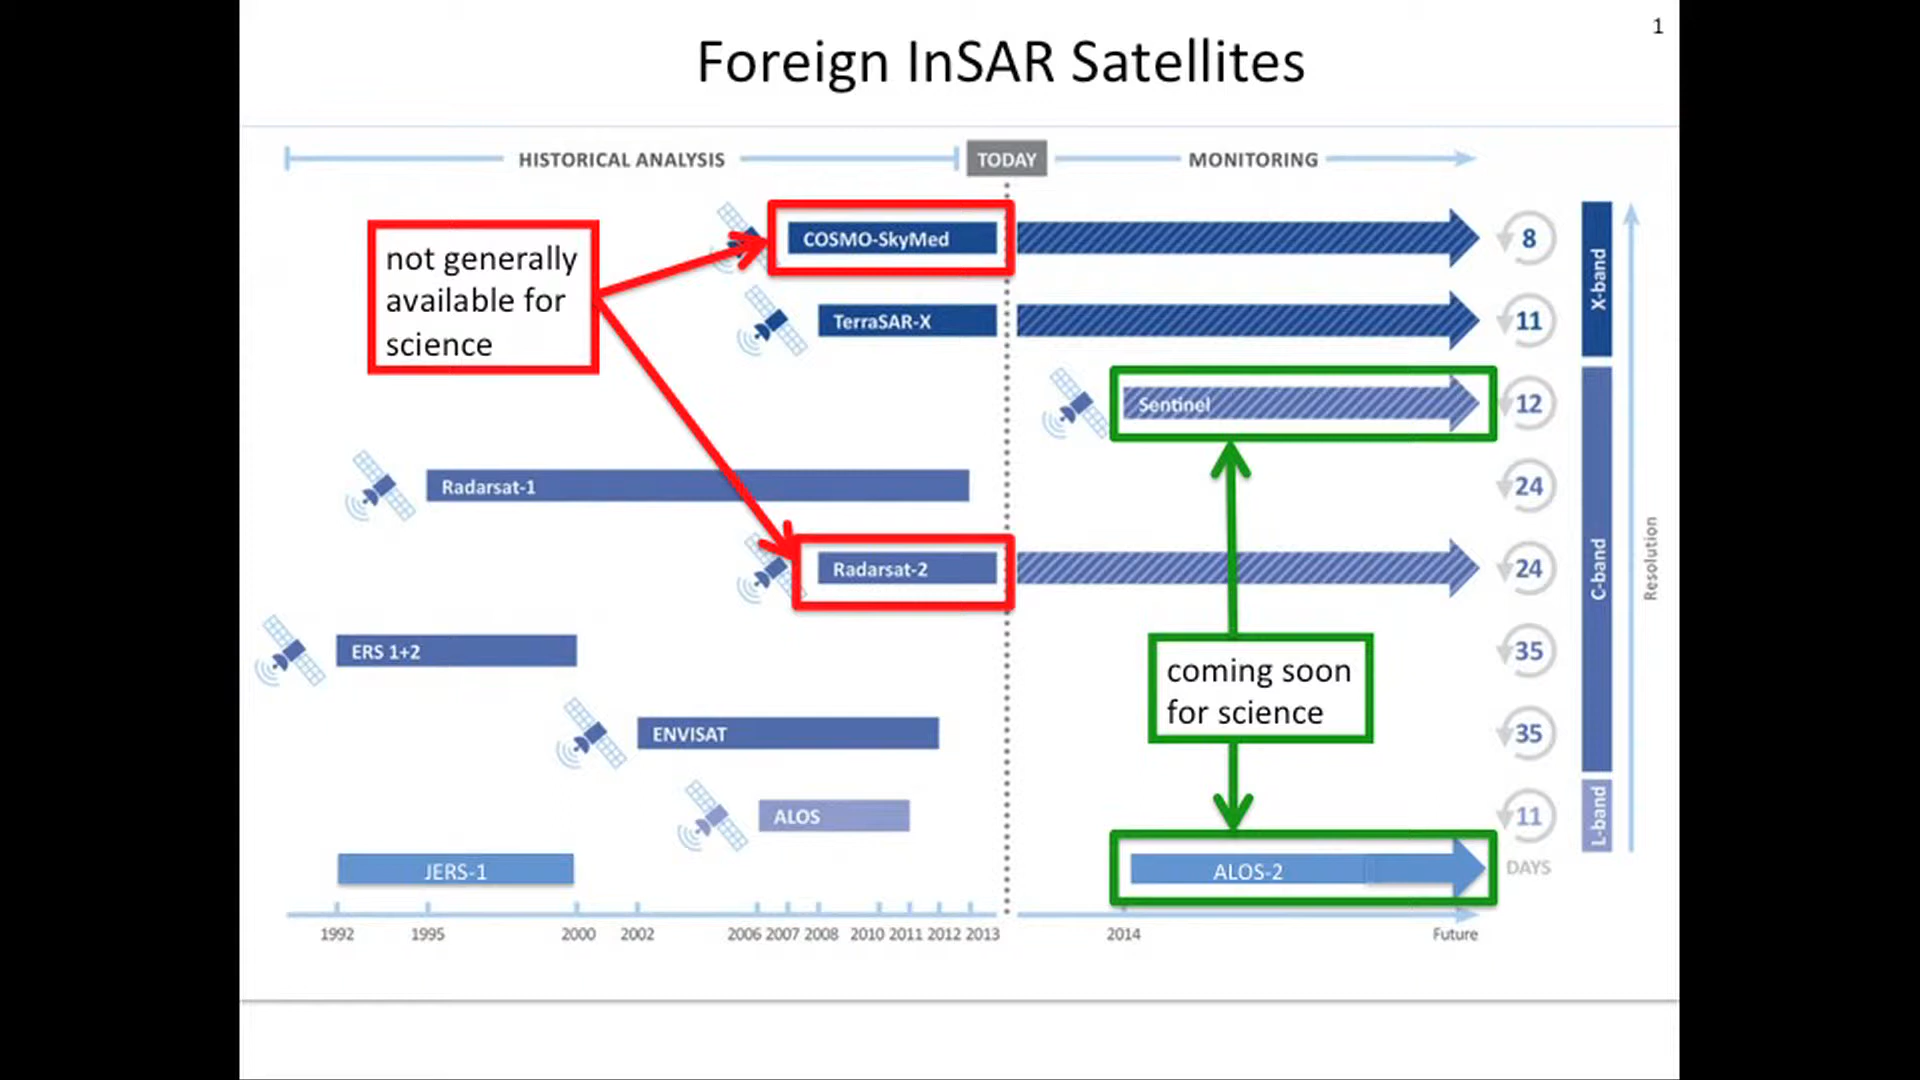 1
Foreign InSAR Satellites
HISTORICAL ANALYSIS
TODAY
MONITORING
not generally
available for
science
COSMO-SkyMed
8
TerraSAR-X
11
X-band
Sentinel
12
Radarsat-1
24
Radarsat-2
24
C-band
Resolution
ERS 1+2
35
coming soon
for science
ENVISAT
35
ALOS
11
L-band
JERS-1
ALOS-2
DAYS
1992 1995 2000 2002 2006 2007 2008 2010 2011 2012 2013 2014 Future